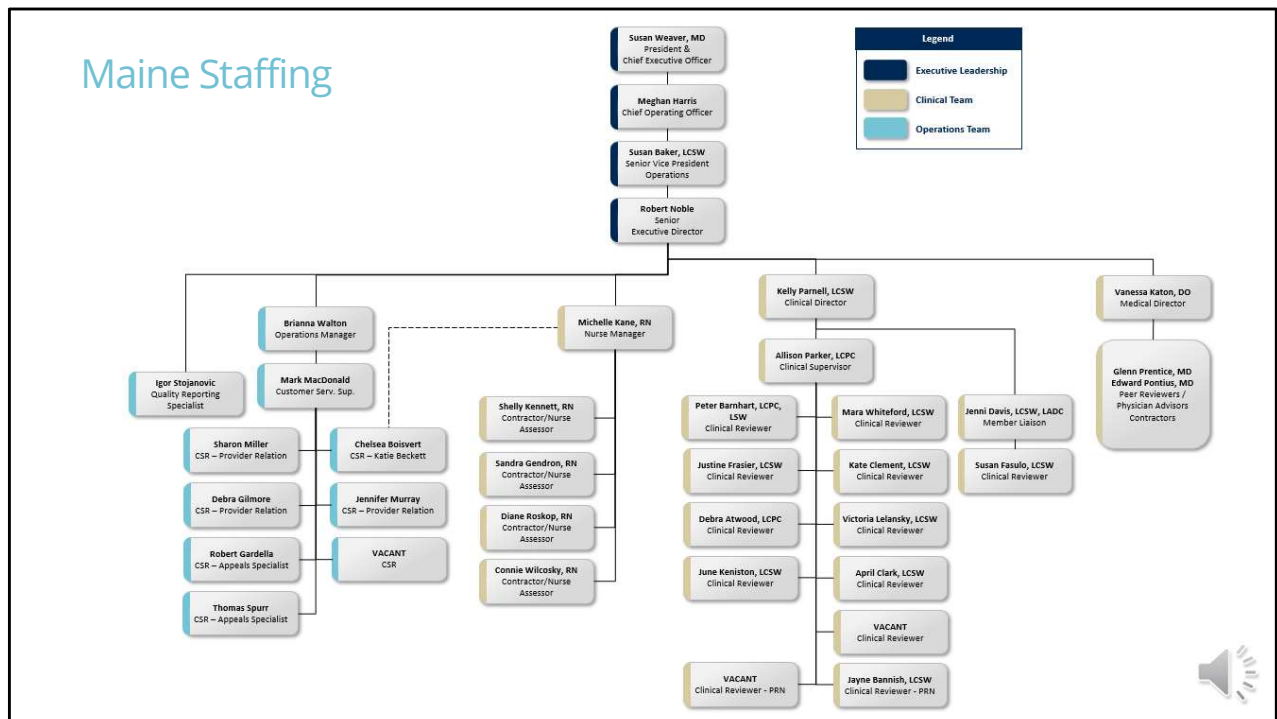 Maine Staffing
Susan Weaver, MD
President &
Chief Executive Officer
Meghan Harris
Chief Operating Officer
Susan Baker, LCSW
Senior Vice President
Operations
Robert Noble
Senior
Executive Director
Legend
Executive Leadership
Clinical Team
Operations Team
Igor Stojanovic
Quality Reporting
Specialist
Brianna Walton
Operations Manager
Mark MacDonald
Customer Serv. Sup.
Sharon Miller
CSR – Provider Relation
Chelsea Boisvert
CSR – Katie Beckett
Debra Gilmore
CSR – Provider Relation
Jennifer Murray
CSR – Provider Relation
Robert Gardella
CSR – Appeals Specialist
VACANT
CSR
Thomas Spurr
CSR – Appeals Specialist
Michelle Kane, RN
Nurse Manager
Shelly Kennett, RN
Contractor/Nurse
Assessor
Sandra Gendron, RN
Contractor/Nurse
Assessor
Diane Roskop, RN
Contractor/Nurse
Assessor
Connie Wilcosky, RN
Contractor/Nurse
Assessor
Kelly Parnell, LCSW
Clinical Director
Allison Parker, LCPC
Clinical Supervisor
Peter Barnhart, LCPC,
LSW
Clinical Reviewer
Mara Whiteford, LCSW
Clinical Reviewer
Justine Frasier, LCSW
Clinical Reviewer
Kate Clement, LCSW
Clinical Reviewer
Debra Atwood, LCPC
Clinical Reviewer
Victoria Lelansky, LCSW
Clinical Reviewer
June Keniston, LCSW
Clinical Reviewer
April Clark, LCSW
Clinical Reviewer
VACANT
Clinical Reviewer
VACANT
Clinical Reviewer - PRN
Jayne Bannish, LCSW
Clinical Reviewer - PRN
Jenni Davis, LCSW, LADC
Member Liaison
Susan Fasulo, LCSW
Clinical Reviewer
Vanessa Katon, DO
Medical Director
Glenn Prentice, MD
Edward Pontius, MD
Peer Reviewers /
Physician Advisors
Contractors